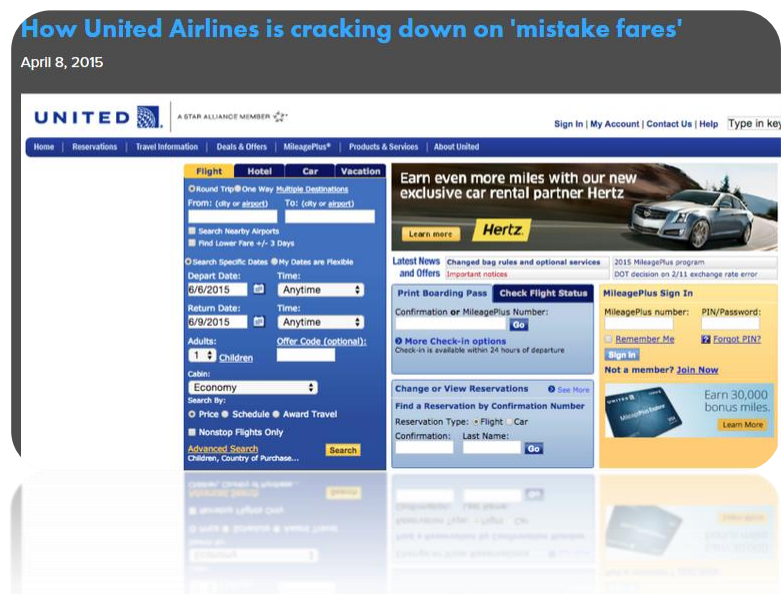 How United Airlines is cracking down on 'mistake fares'
April 8, 2015
UNITED
A STAR ALLIANCE MEMBER
Sign In | My Account | Contact Us | Help
Type in key
Home | Reservations | Travel Information | Deals & Offers | MileagePlus® | Products & Services | About United
Flight Hotel Car Vacation
Round Trip One Way Multiple Destinations
From: (city or airport) To: (city or airport)
Search Nearby Airports
Find Lower Fare +/- 3 Days
Search Specific Dates My Dates are Flexible
Depart Date: Time:
6/6/2015 Anytime
Return Date: Time:
6/9/2015 Anytime
Adults: Offer Code (optional):
1 Children
Cabin:
Economy
Search By:
Price Schedule Award Travel
Nonstop Flights Only
Advanced Search Search
Children, Country of Purchase...
Earn even more miles with our new
exclusive car rental partner Hertz
Learn more Hertz.
Latest News Changed bag rules and optional services 2015 MileagePlus program
and Offers Important notices DOT decision on 2/11 exchange rate error
Print Boarding Pass Check Flight Status
Confirmation or MileagePlus Number:
Go
More Check-in options
Check-in is available within 24 hours of departure
Change or View Reservations See More
Find a Reservation by Confirmation Number
Reservation Type: Flight Car
Confirmation: Last Name:
Go
MileagePlus Sign In
MileagePlus number: PIN/Password:
Remember Me Forgot PIN?
Sign In
Not a member? Join Now
UNITED
MileagePlus Explorer
Earn 30,000
bonus miles.
Learn More